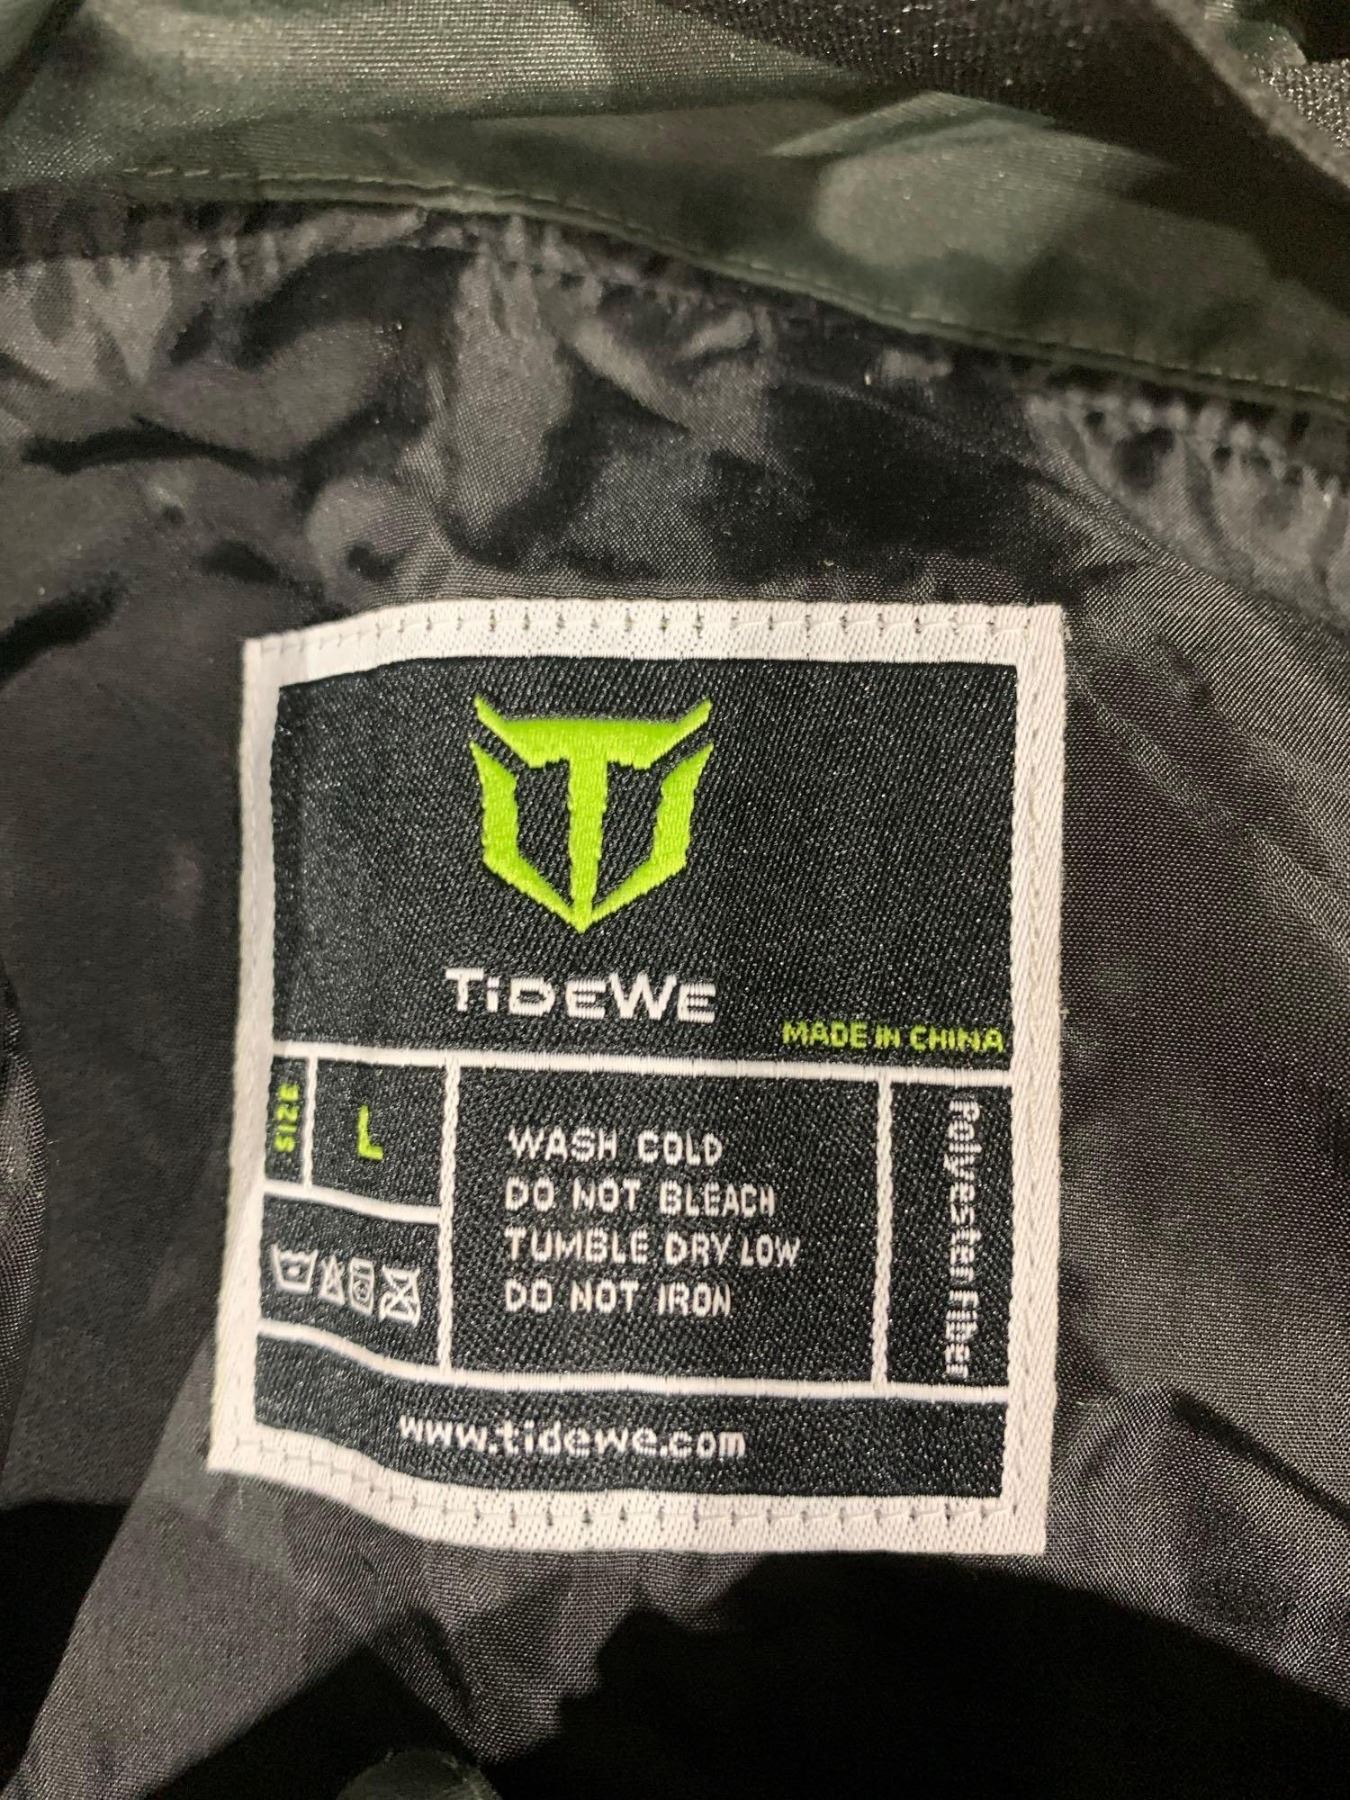 TiDEWE
MADE IN CHINA
SIZE
L
WASH COLD
DO NOT BLEACH
TUMBLE DRY LOW
DO NOT IRON
Polyester Fiber
www.tidewe.com